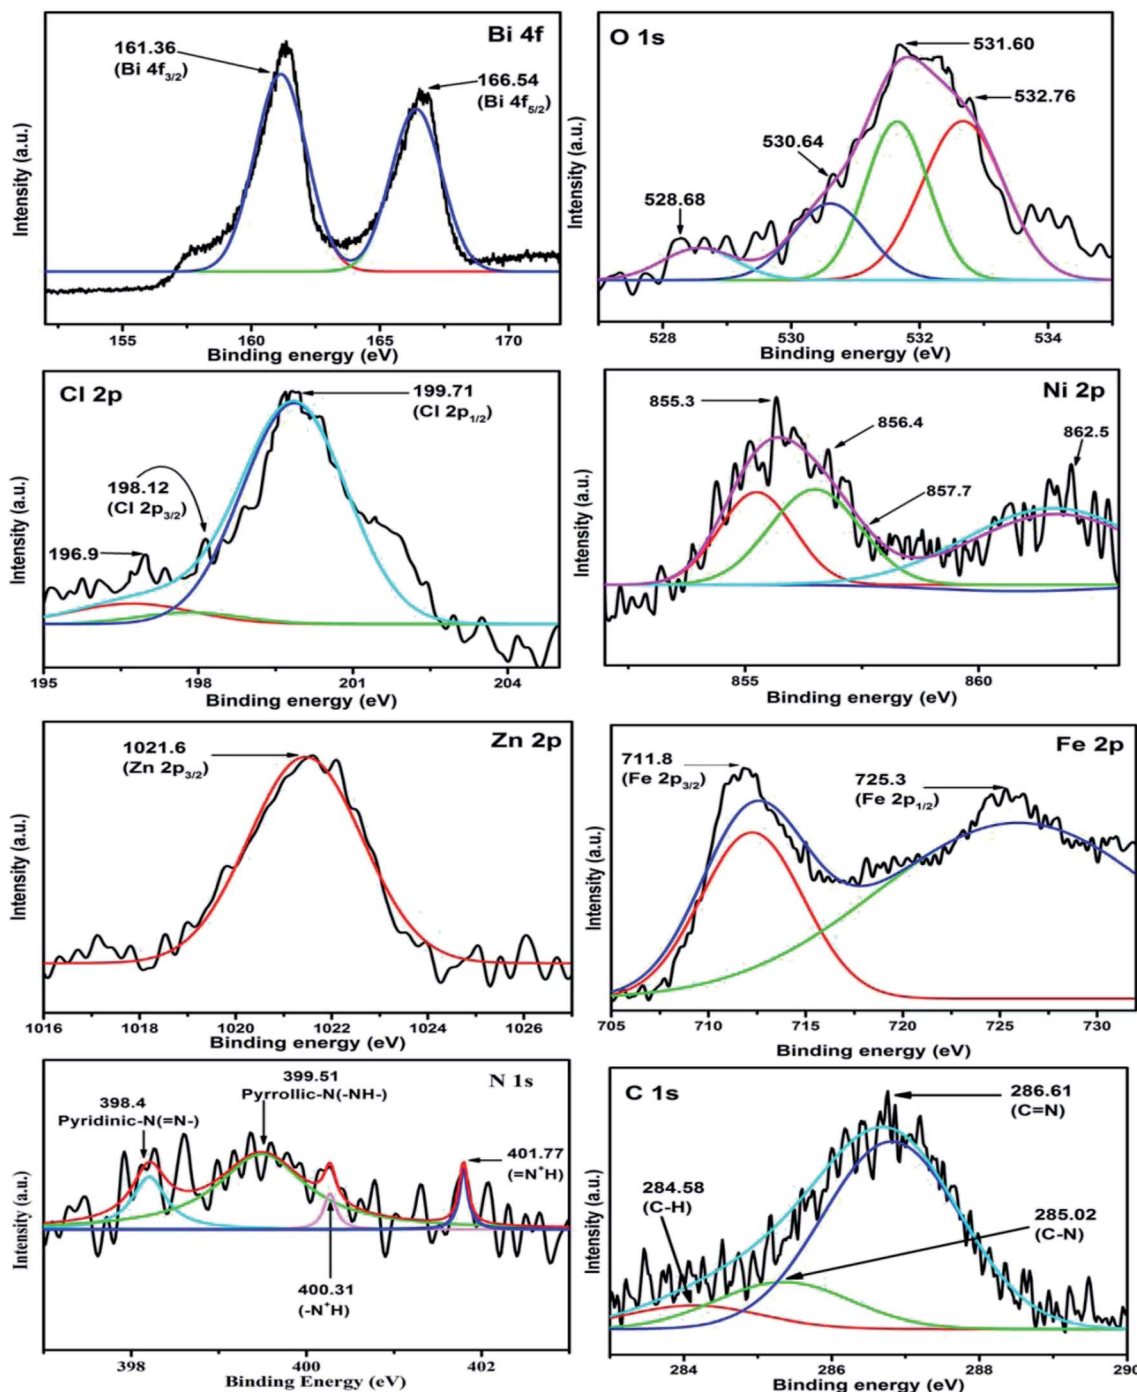 Bi 4f
161.36
(Bi 4f3/2)
166.54
(Bi 4f5/2)
Intensity (a.u.)
155 160 165 170
Binding energy (eV)
O 1s
531.60
532.76
530.64
528.68
Intensity (a.u.)
528 530 532 534
Binding energy (eV)
Cl 2p
199.71
(Cl 2p1/2)
198.12
(Cl 2p3/2)
196.9
Intensity (a.u.)
195 198 201 204
Binding energy (eV)
Ni 2p
855.3
856.4
862.5
857.7
Intensity (a.u.)
855 860
Binding energy (eV)
Zn 2p
1021.6
(Zn 2p3/2)
Intensity (a.u.)
1016 1018 1020 1022 1024 1026
Binding energy (eV)
Fe 2p
711.8
(Fe 2p3/2)
725.3
(Fe 2p1/2)
Intensity (a.u.)
705 710 715 720 725 730
Binding energy (eV)
N 1s
399.51
Pyrrollic-N(-NH-)
398.4
Pyridinic-N(=N-)
401.77
(=N+H)
400.31
(-N+H)
Intensity (a.u.)
398 400 402
Binding Energy (eV)
C 1s
286.61
(C=N)
284.58
(C-H)
285.02
(C-N)
Intensity (a.u.)
284 286 288 290
Binding energy (eV)